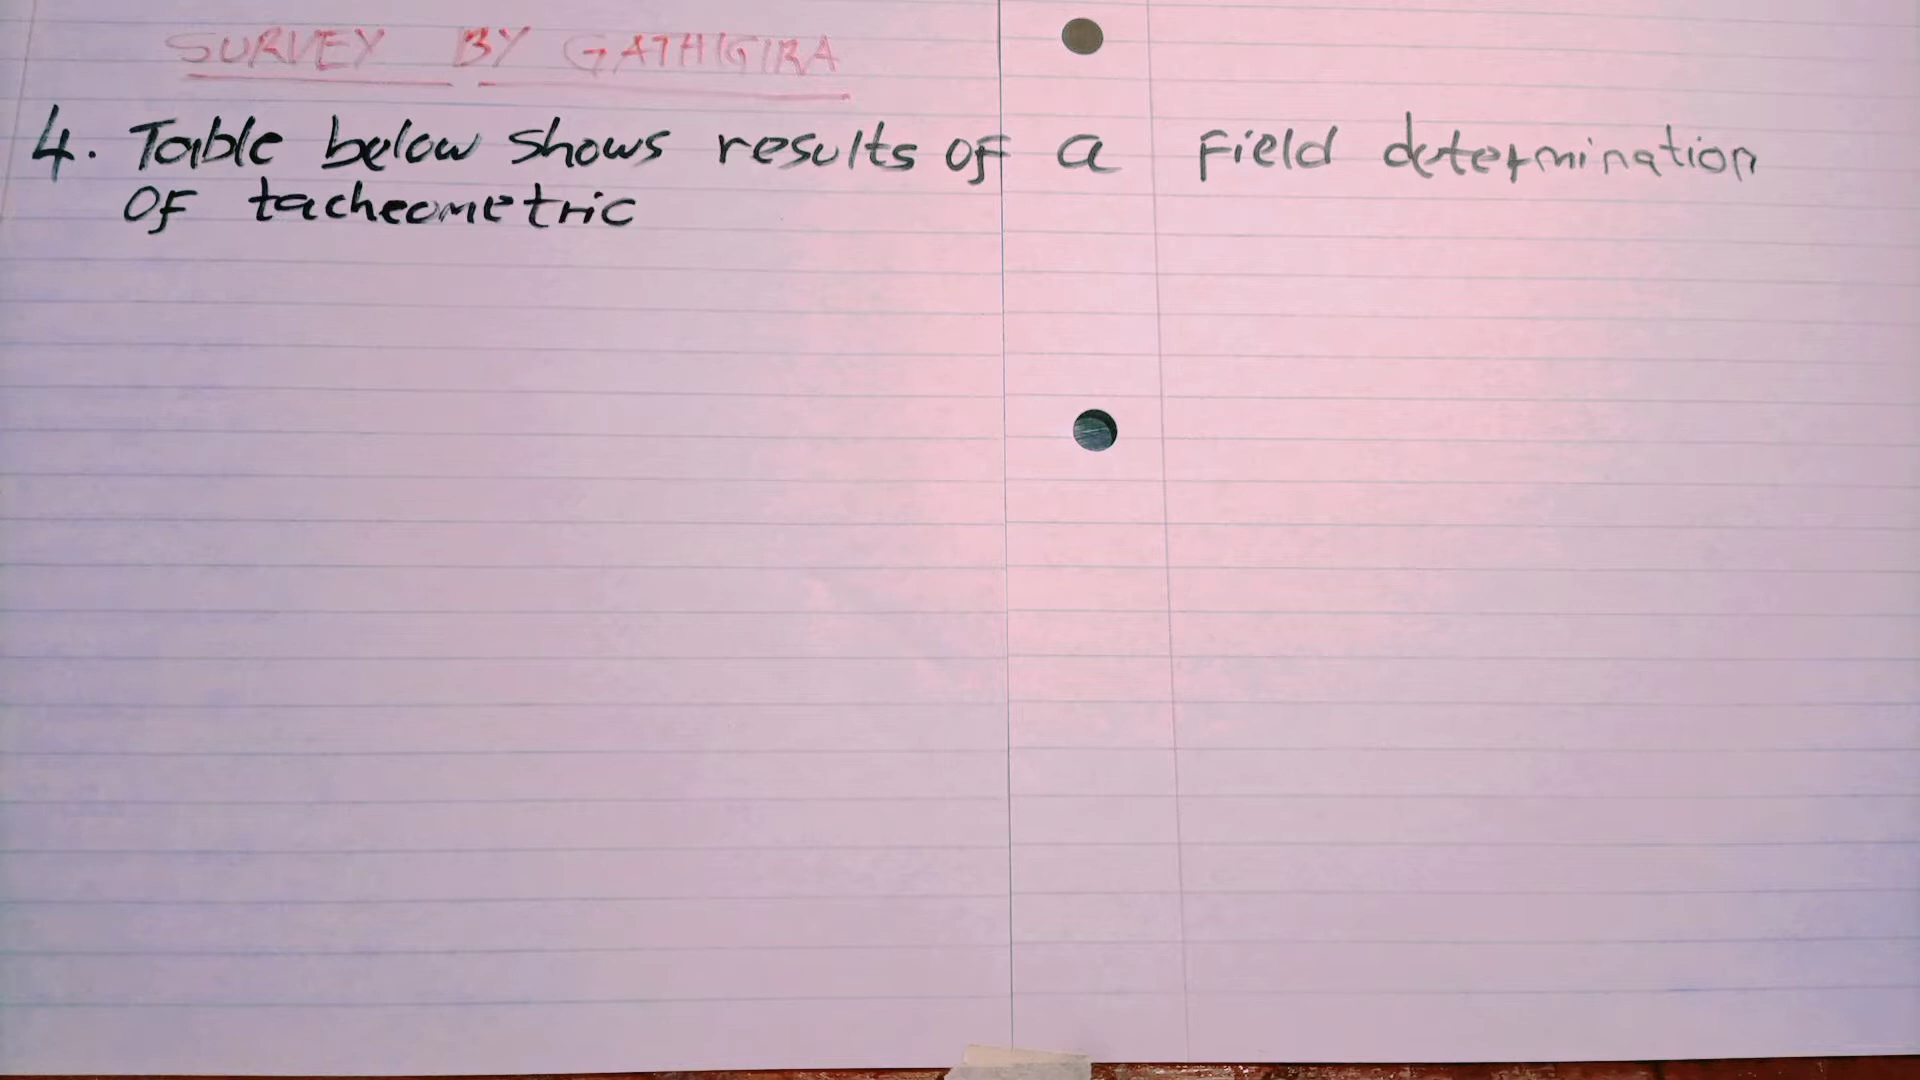 SURVEY BY GATHIGIRA
4. Table below shows results of a Field determination
OF tacheometric